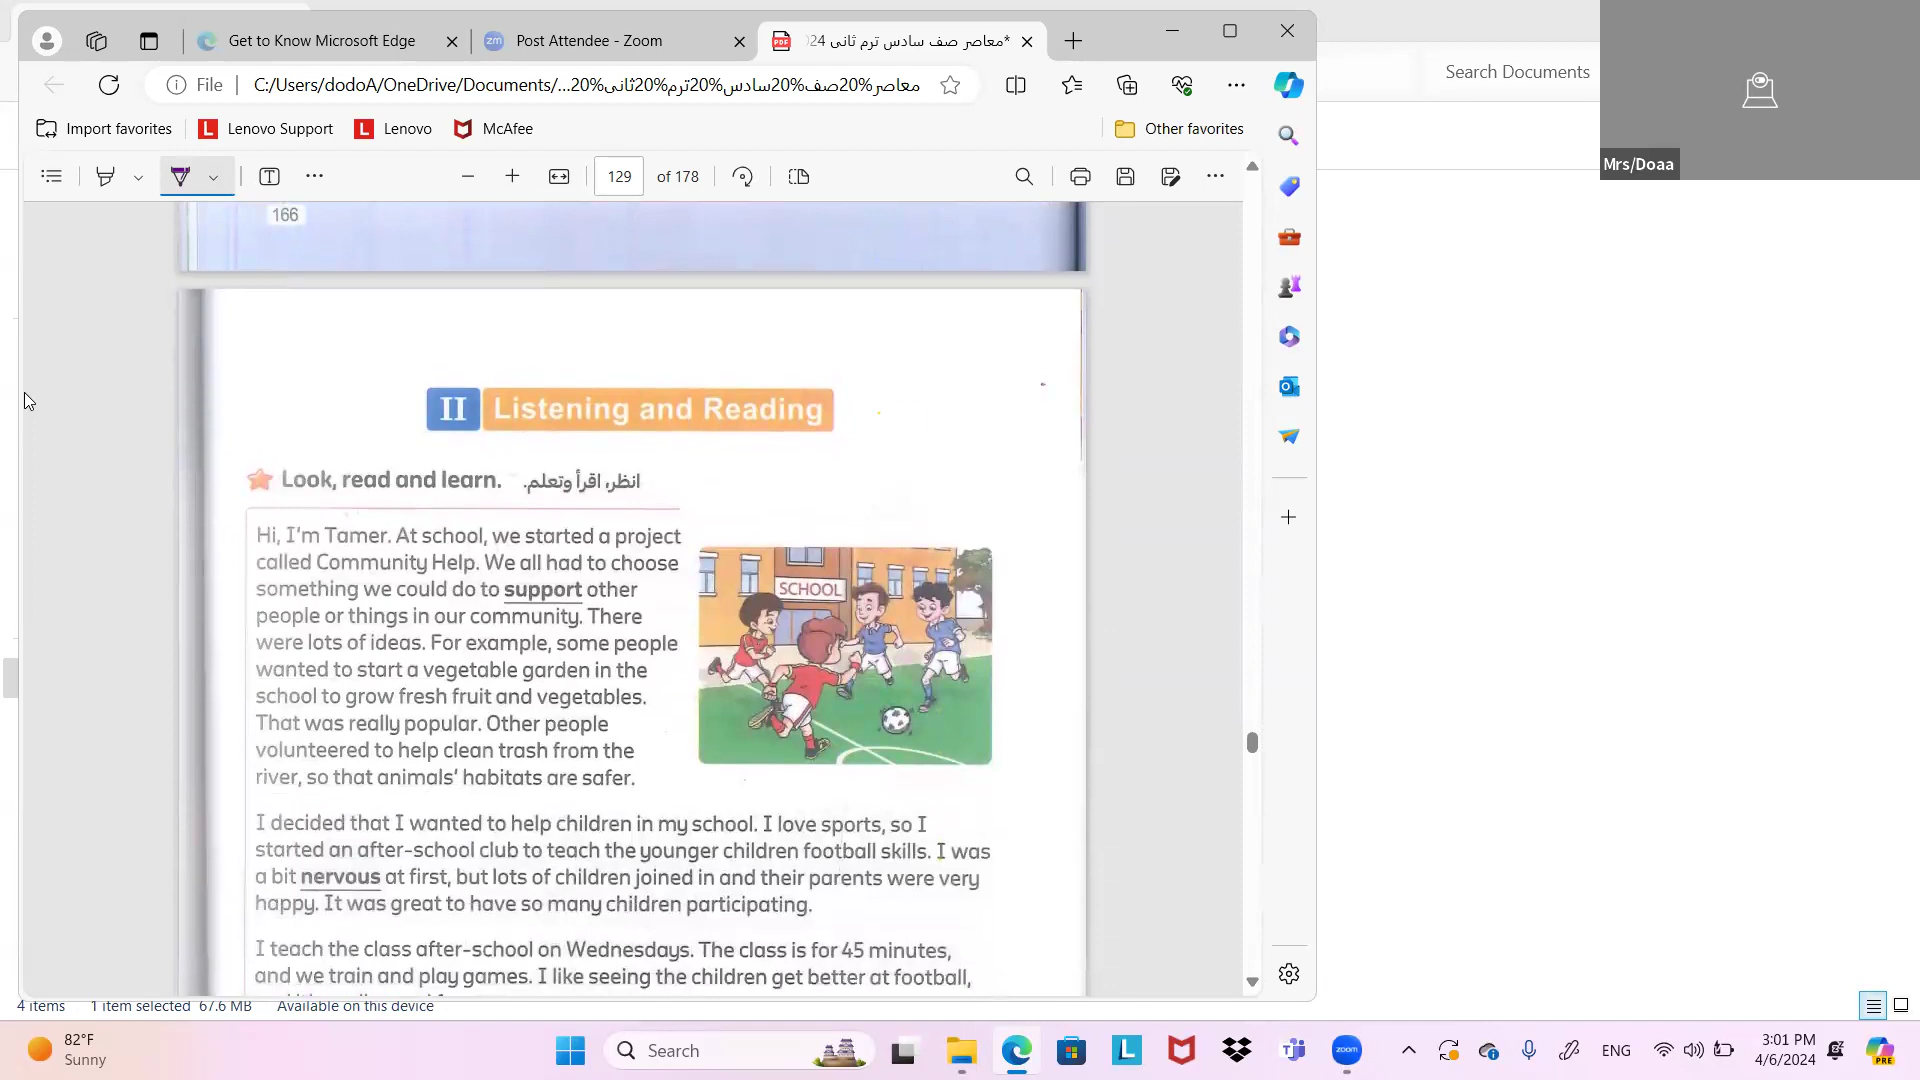 Get to Know Microsoft Edge
zm Post Attendee - Zoom
PDF *معاصر صف سادس ترم ثانى 024
File C:/Users/dodoA/OneDrive/Documents/...معاصر%20صف%20سادس%20ترم%20ثانى%20
Import favorites
L Lenovo Support
L Lenovo
McAfee
Other favorites
Search Documents
Mrs/Doaa
129 of 178
166
II Listening and Reading
Look, read and learn. انظر، اقرأ وتعلم.
Hi, I'm Tamer. At school, we started a project
called Community Help. We all had to choose
something we could do to support other
people or things in our community. There
were lots of ideas. For example, some people
wanted to start a vegetable garden in the
school to grow fresh fruit and vegetables.
That was really popular. Other people
volunteered to help clean trash from the
river, so that animals' habitats are safer.
SCHOOL
I decided that I wanted to help children in my school. I love sports, so I
started an after-school club to teach the younger children football skills. I was
a bit nervous at first, but lots of children joined in and their parents were very
happy. It was great to have so many children participating.
I teach the class after-school on Wednesdays. The class is for 45 minutes,
and we train and play games. I like seeing the children get better at football,
4 items 1 item selected 67.6 MB Available on this device
82°F
Sunny
Search
L
zoom
ENG
3:01 PM
4/6/2024
PRE